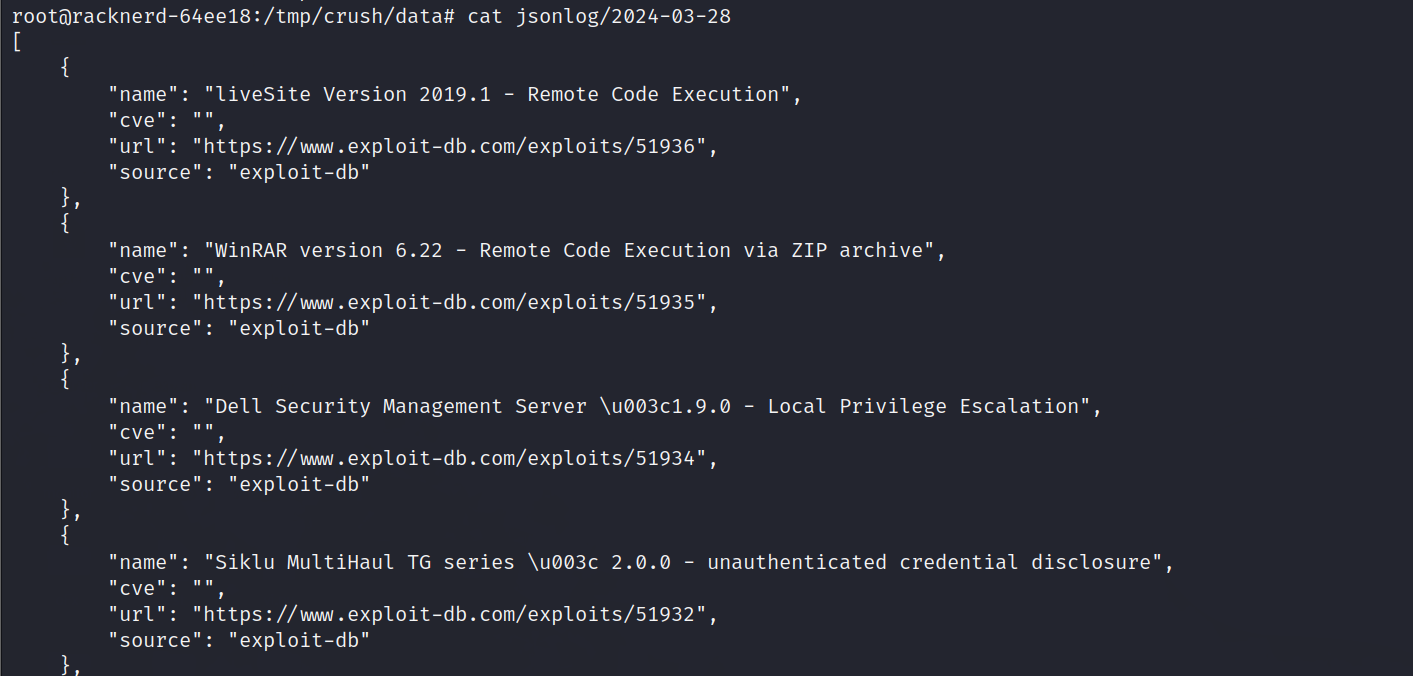 root@racknerd-64ee18:/tmp/crush/data# cat jsonlog/2024-03-28
[
    {
        "name": "liveSite Version 2019.1 - Remote Code Execution",
        "cve": "",
        "url": "https://www.exploit-db.com/exploits/51936",
        "source": "exploit-db"
    },
    {
        "name": "WinRAR version 6.22 - Remote Code Execution via ZIP archive",
        "cve": "",
        "url": "https://www.exploit-db.com/exploits/51935",
        "source": "exploit-db"
    },
    {
        "name": "Dell Security Management Server \u003c1.9.0 - Local Privilege Escalation",
        "cve": "",
        "url": "https://www.exploit-db.com/exploits/51934",
        "source": "exploit-db"
    },
    {
        "name": "Siklu MultiHaul TG series \u003c 2.0.0 - unauthenticated credential disclosure",
        "cve": "",
        "url": "https://www.exploit-db.com/exploits/51932",
        "source": "exploit-db"
    },